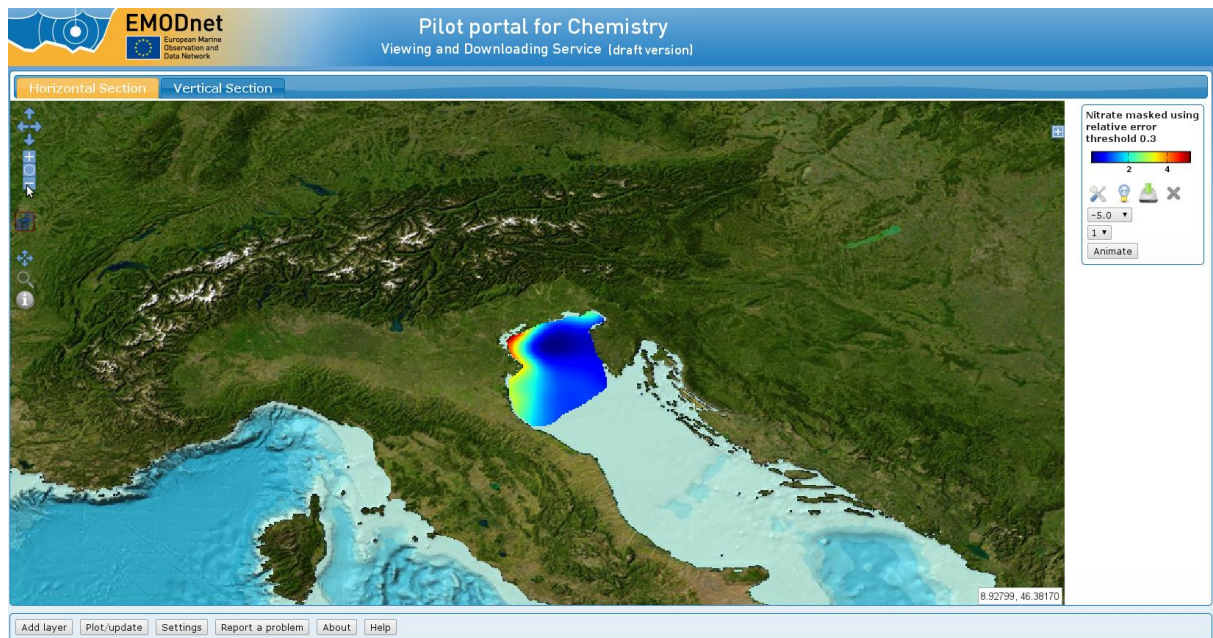 EMODnet
European Marine
Observation and
Data Network
Pilot portal for Chemistry
Viewing and Downloading Service (draft version)
Horizontal Section
Vertical Section
Nitrate masked using
relative error
threshold 0.3
2 4
-5.0
1
Animate
8.92799, 46.38170
Add layer
Plot/update
Settings
Report a problem
About
Help